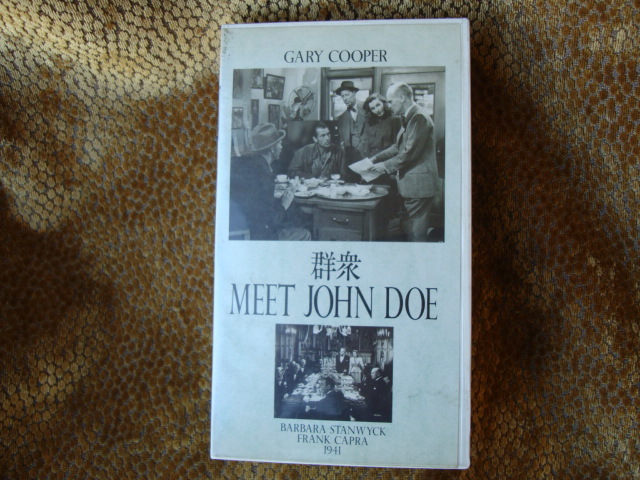 GARY COOPER
群衆
MEET JOHN DOE
BARBARA STANWYCK
FRANK CAPRA
1941